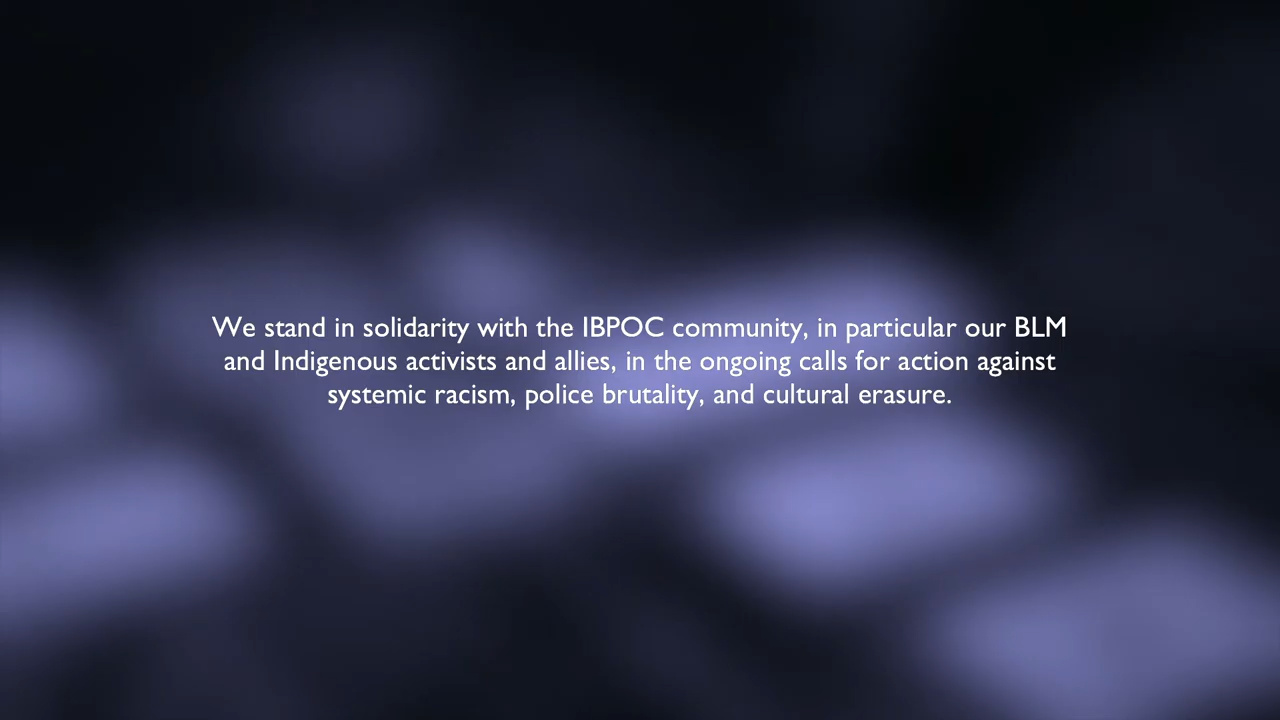 We stand in solidarity with the IBPOC community, in particular our BLM
and Indigenous activists and allies, in the ongoing calls for action against
systemic racism, police brutality, and cultural erasure.